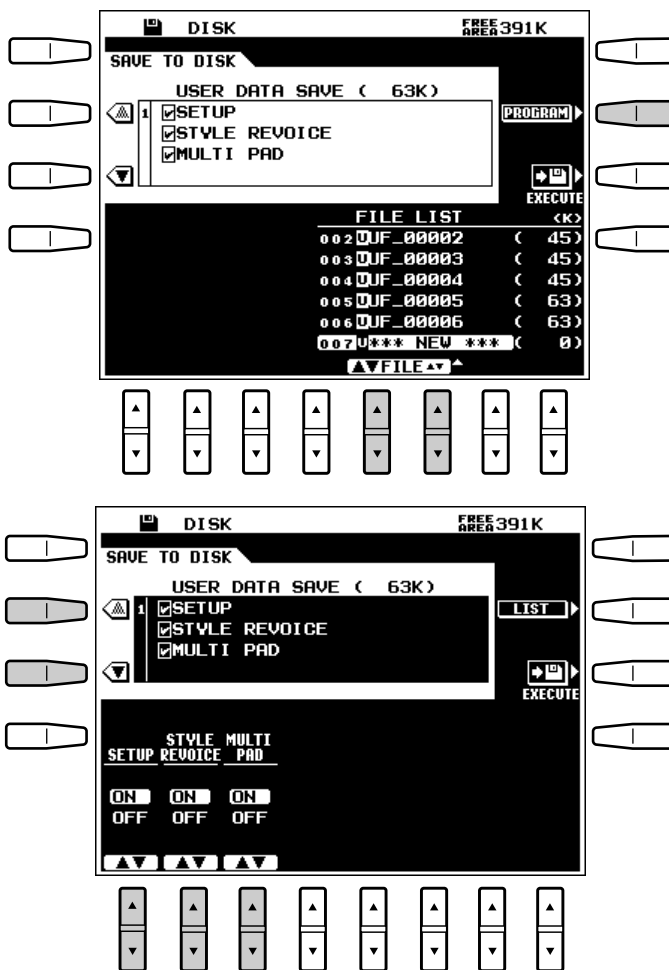 DISK FREE AREA 391K
SAVE TO DISK
USER DATA SAVE ( 63K)
1 SETUP
STYLE REVOICE
MULTI PAD
PROGRAM
EXECUTE
FILE LIST (K)
002 U UF_00002 ( 45)
003 U UF_00003 ( 45)
004 U UF_00004 ( 45)
005 U UF_00005 ( 63)
006 U UF_00006 ( 63)
007 U *** NEW *** ( 0)
▲▼FILE▲▼
DISK FREE AREA 391K
SAVE TO DISK
USER DATA SAVE ( 63K)
1 SETUP
STYLE REVOICE
MULTI PAD
LIST
EXECUTE
SETUP STYLE REVOICE MULTI PAD
ON ON ON
OFF OFF OFF